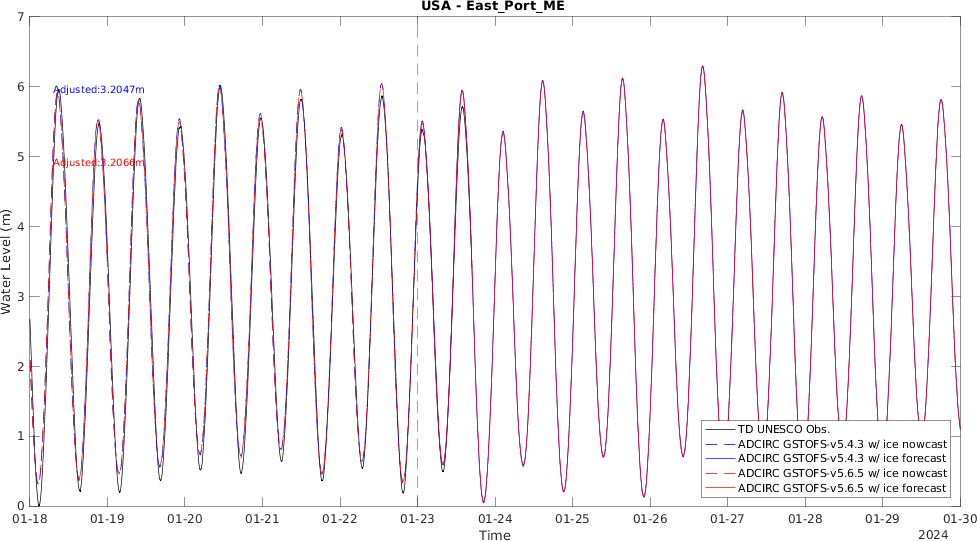 USA - East_Port_ME
7
6
5
4
3
2
1
0
Water Level (m)
Adjusted:3.2047m
Adjusted:3.2066m
TD UNESCO Obs.
ADCIRC GSTOFS-v5.4.3 w/ ice nowcast
ADCIRC GSTOFS-v5.4.3 w/ ice forecast
ADCIRC GSTOFS-v5.6.5 w/ ice nowcast
ADCIRC GSTOFS-v5.6.5 w/ ice forecast
01-18 01-19 01-20 01-21 01-22 01-23 01-24 01-25 01-26 01-27 01-28 01-29 01-30
Time
2024